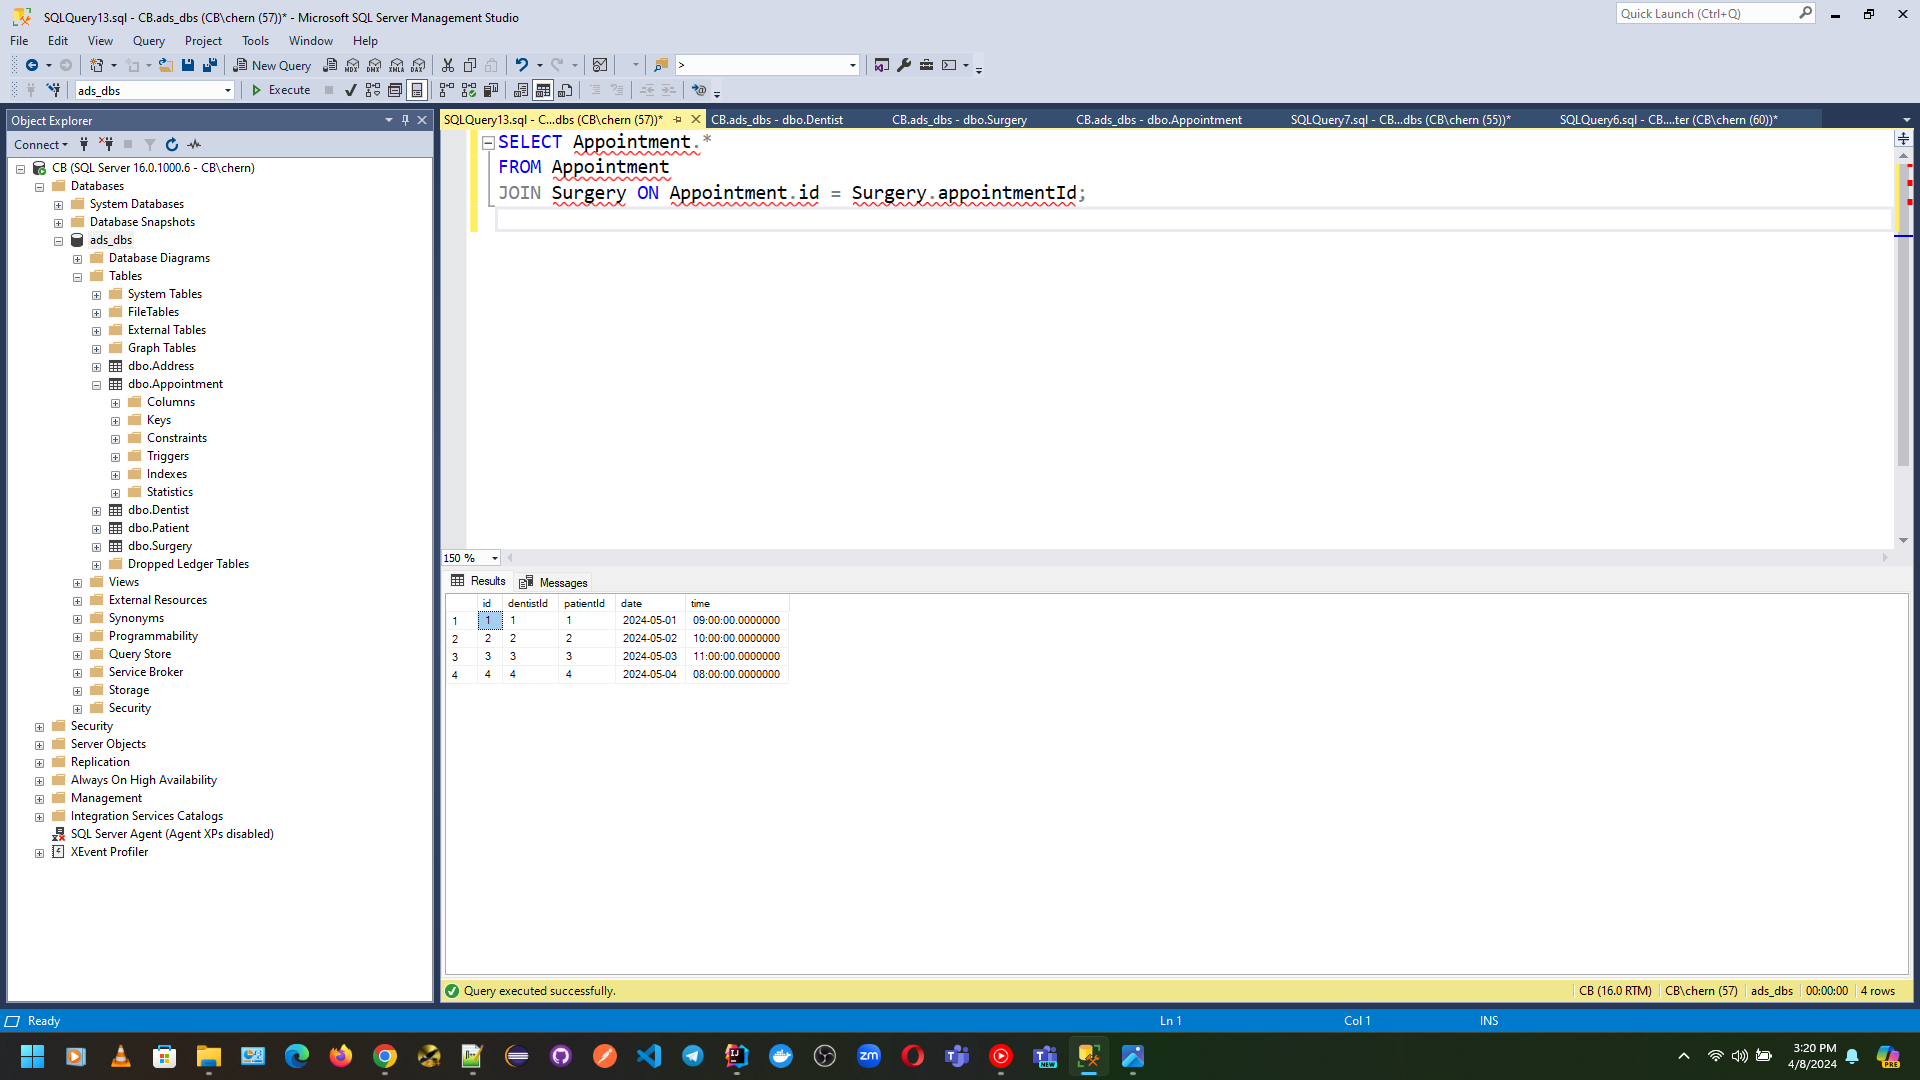 SQLQuery13.sql - CB.ads_dbs (CB\chern (57))* - Microsoft SQL Server Management Studio
Quick Launch (Ctrl+Q)
File Edit View Query Project Tools Window Help
New Query
MDX DMX XMLA DAX
>
ads_dbs
Execute
Object Explorer
Connect
CB (SQL Server 16.0.1000.6 - CB\chern)
Databases
System Databases
Database Snapshots
ads_dbs
Database Diagrams
Tables
System Tables
FileTables
External Tables
Graph Tables
dbo.Address
dbo.Appointment
Columns
Keys
Constraints
Triggers
Indexes
Statistics
dbo.Dentist
dbo.Patient
dbo.Surgery
Dropped Ledger Tables
Views
External Resources
Synonyms
Programmability
Query Store
Service Broker
Storage
Security
Security
Server Objects
Replication
Always On High Availability
Management
Integration Services Catalogs
SQL Server Agent (Agent XPs disabled)
XEvent Profiler
SQLQuery13.sql - C...dbs (CB\chern (57))* CB.ads_dbs - dbo.Dentist CB.ads_dbs - dbo.Surgery CB.ads_dbs - dbo.Appointment SQLQuery7.sql - CB...dbs (CB\chern (55))* SQLQuery6.sql - CB....ter (CB\chern (60))*
SELECT Appointment.*
FROM Appointment
JOIN Surgery ON Appointment.id = Surgery.appointmentId;
150 %
Results Messages
id dentistId patientId date time
1 1 1 1 2024-05-01 09:00:00.0000000
2 2 2 2 2024-05-02 10:00:00.0000000
3 3 3 3 2024-05-03 11:00:00.0000000
4 4 4 4 2024-05-04 08:00:00.0000000
Query executed successfully.
CB (16.0 RTM) CB\chern (57) ads_dbs 00:00:00 4 rows
Ready
Ln 1 Col 1 INS
zm
NEW
3:20 PM
4/8/2024
PRE